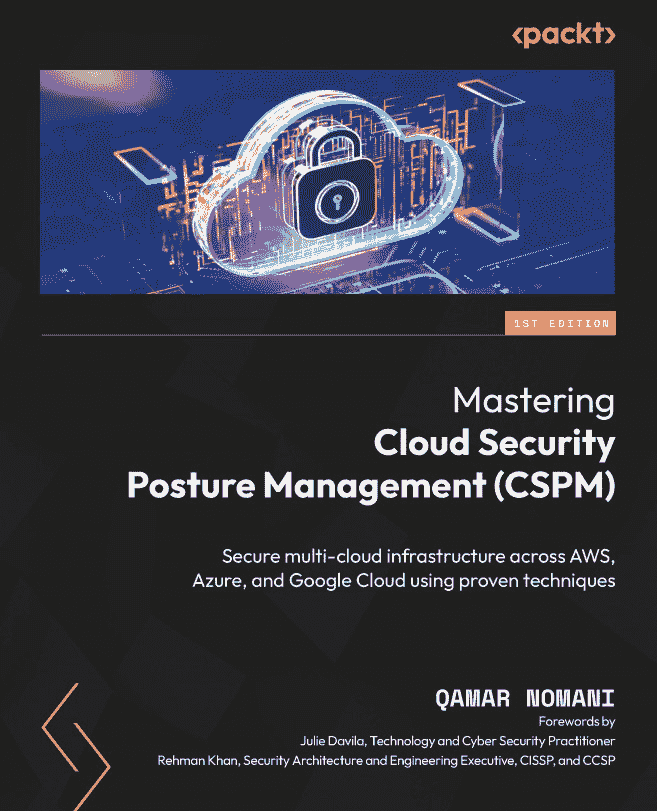 <packt>
1ST EDITION
Mastering
Cloud Security
Posture Management (CSPM)
Secure multi-cloud infrastructure across AWS,
Azure, and Google Cloud using proven techniques
QAMAR NOMANI
Forewords by
Julie Davila, Technology and Cyber Security Practitioner
Rehman Khan, Security Architecture and Engineering Executive, CISSP, and CCSP